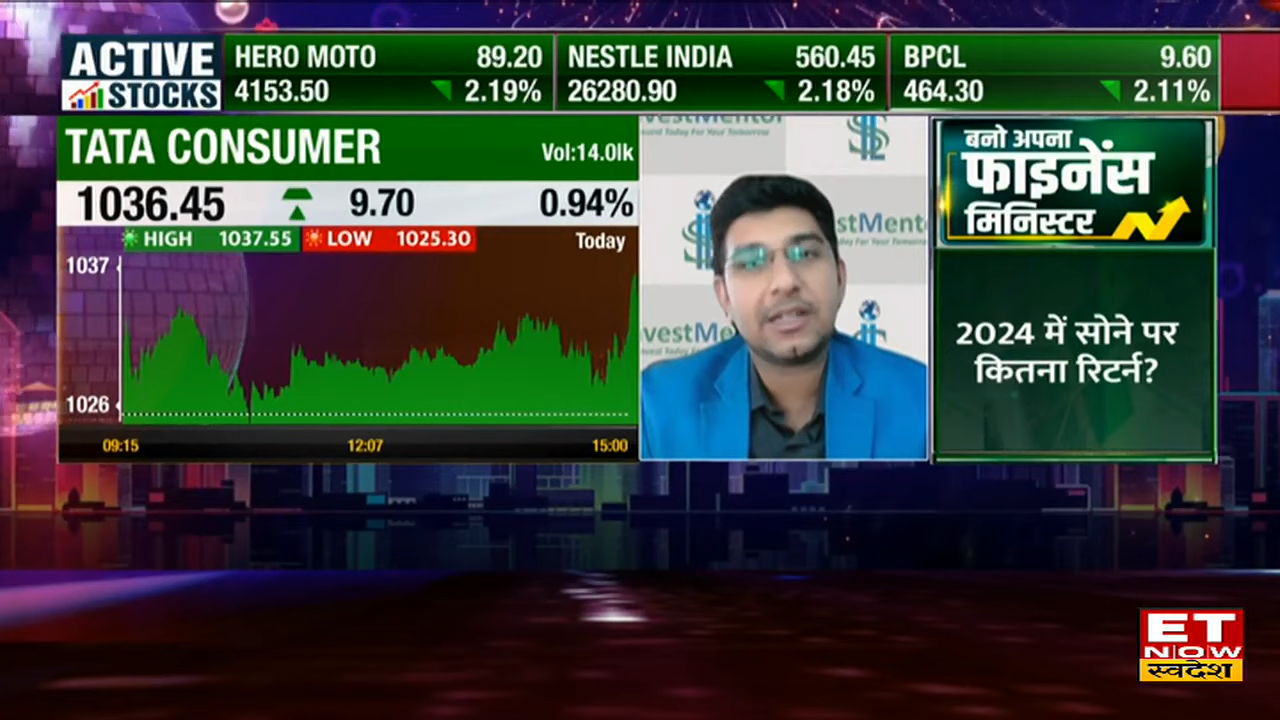 ACTIVE STOCKS
HERO MOTO 89.20
4153.50 2.19%
NESTLE INDIA 560.45
26280.90 2.18%
BPCL 9.60
464.30 2.11%
TATA CONSUMER
Vol:14.0lk
1036.45 9.70 0.94%
HIGH 1037.55 LOW 1025.30 Today
1037
1026
09:15 12:07 15:00
vestMentor
stMento
nvestMe
बनो अपना
फाइनेंस
मिनिस्टर
2024 में सोने पर
कितना रिटर्न?
ET
NOW
स्वदेश